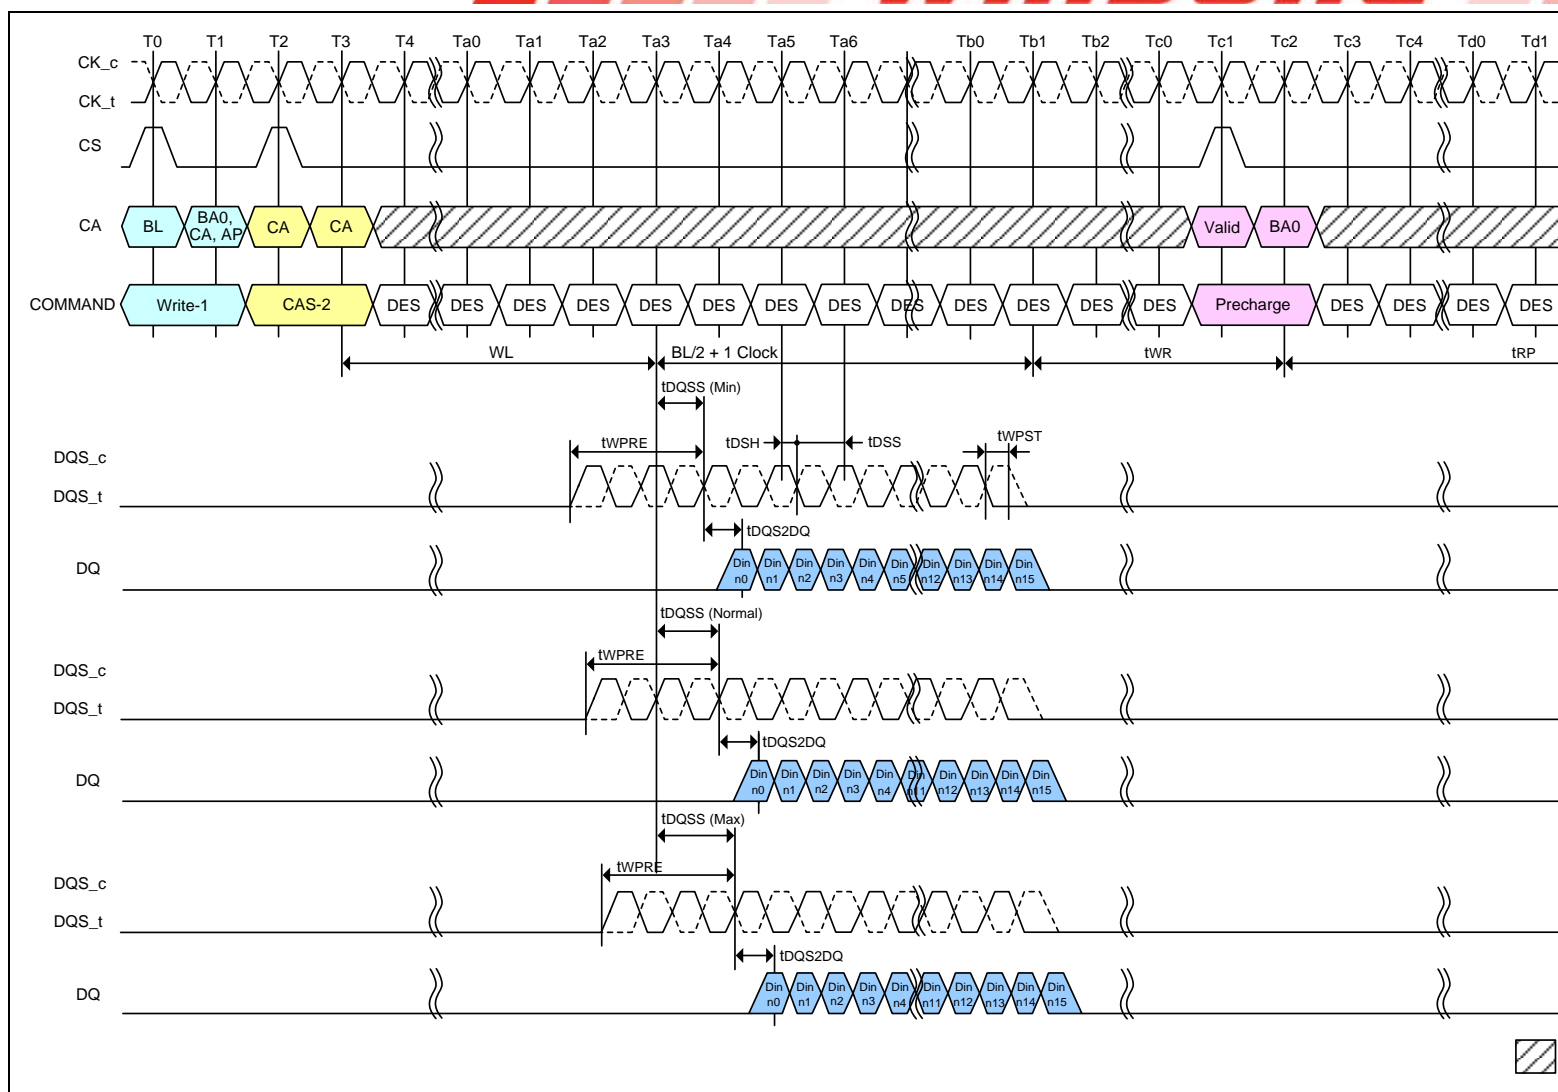 T0 T1 T2 T3 T4 Ta0 Ta1 Ta2 Ta3 Ta4 Ta5 Ta6 Tb0 Tb1 Tb2 Tc0 Tc1 Tc2 Tc3 Tc4 Td0 Td1
CK_c
CK_t
CS
CA BL BA0, CA, AP CA CA Valid BA0
COMMAND Write-1 CAS-2 DES DES DES DES DES DES DES DES DES DES DES DES DES Precharge DES DES DES DES
WL BL/2 + 1 Clock tWR tRP
tDQSS (Min)
tWPRE tDSH tDSS tWPST
DQS_c
DQS_t
tDQS2DQ
DQ Din n0 Din n1 Din n2 Din n3 Din n4 Din n5 Din n12 Din n13 Din n14 Din n15
tDQSS (Normal)
tWPRE
DQS_c
DQS_t
tDQS2DQ
DQ Din n0 Din n1 Din n2 Din n3 Din n4 Din n11 Din n12 Din n13 Din n14 Din n15
tDQSS (Max)
tWPRE
DQS_c
DQS_t
tDQS2DQ
DQ Din n0 Din n1 Din n2 Din n3 Din n4 Din n11 Din n12 Din n13 Din n14 Din n15